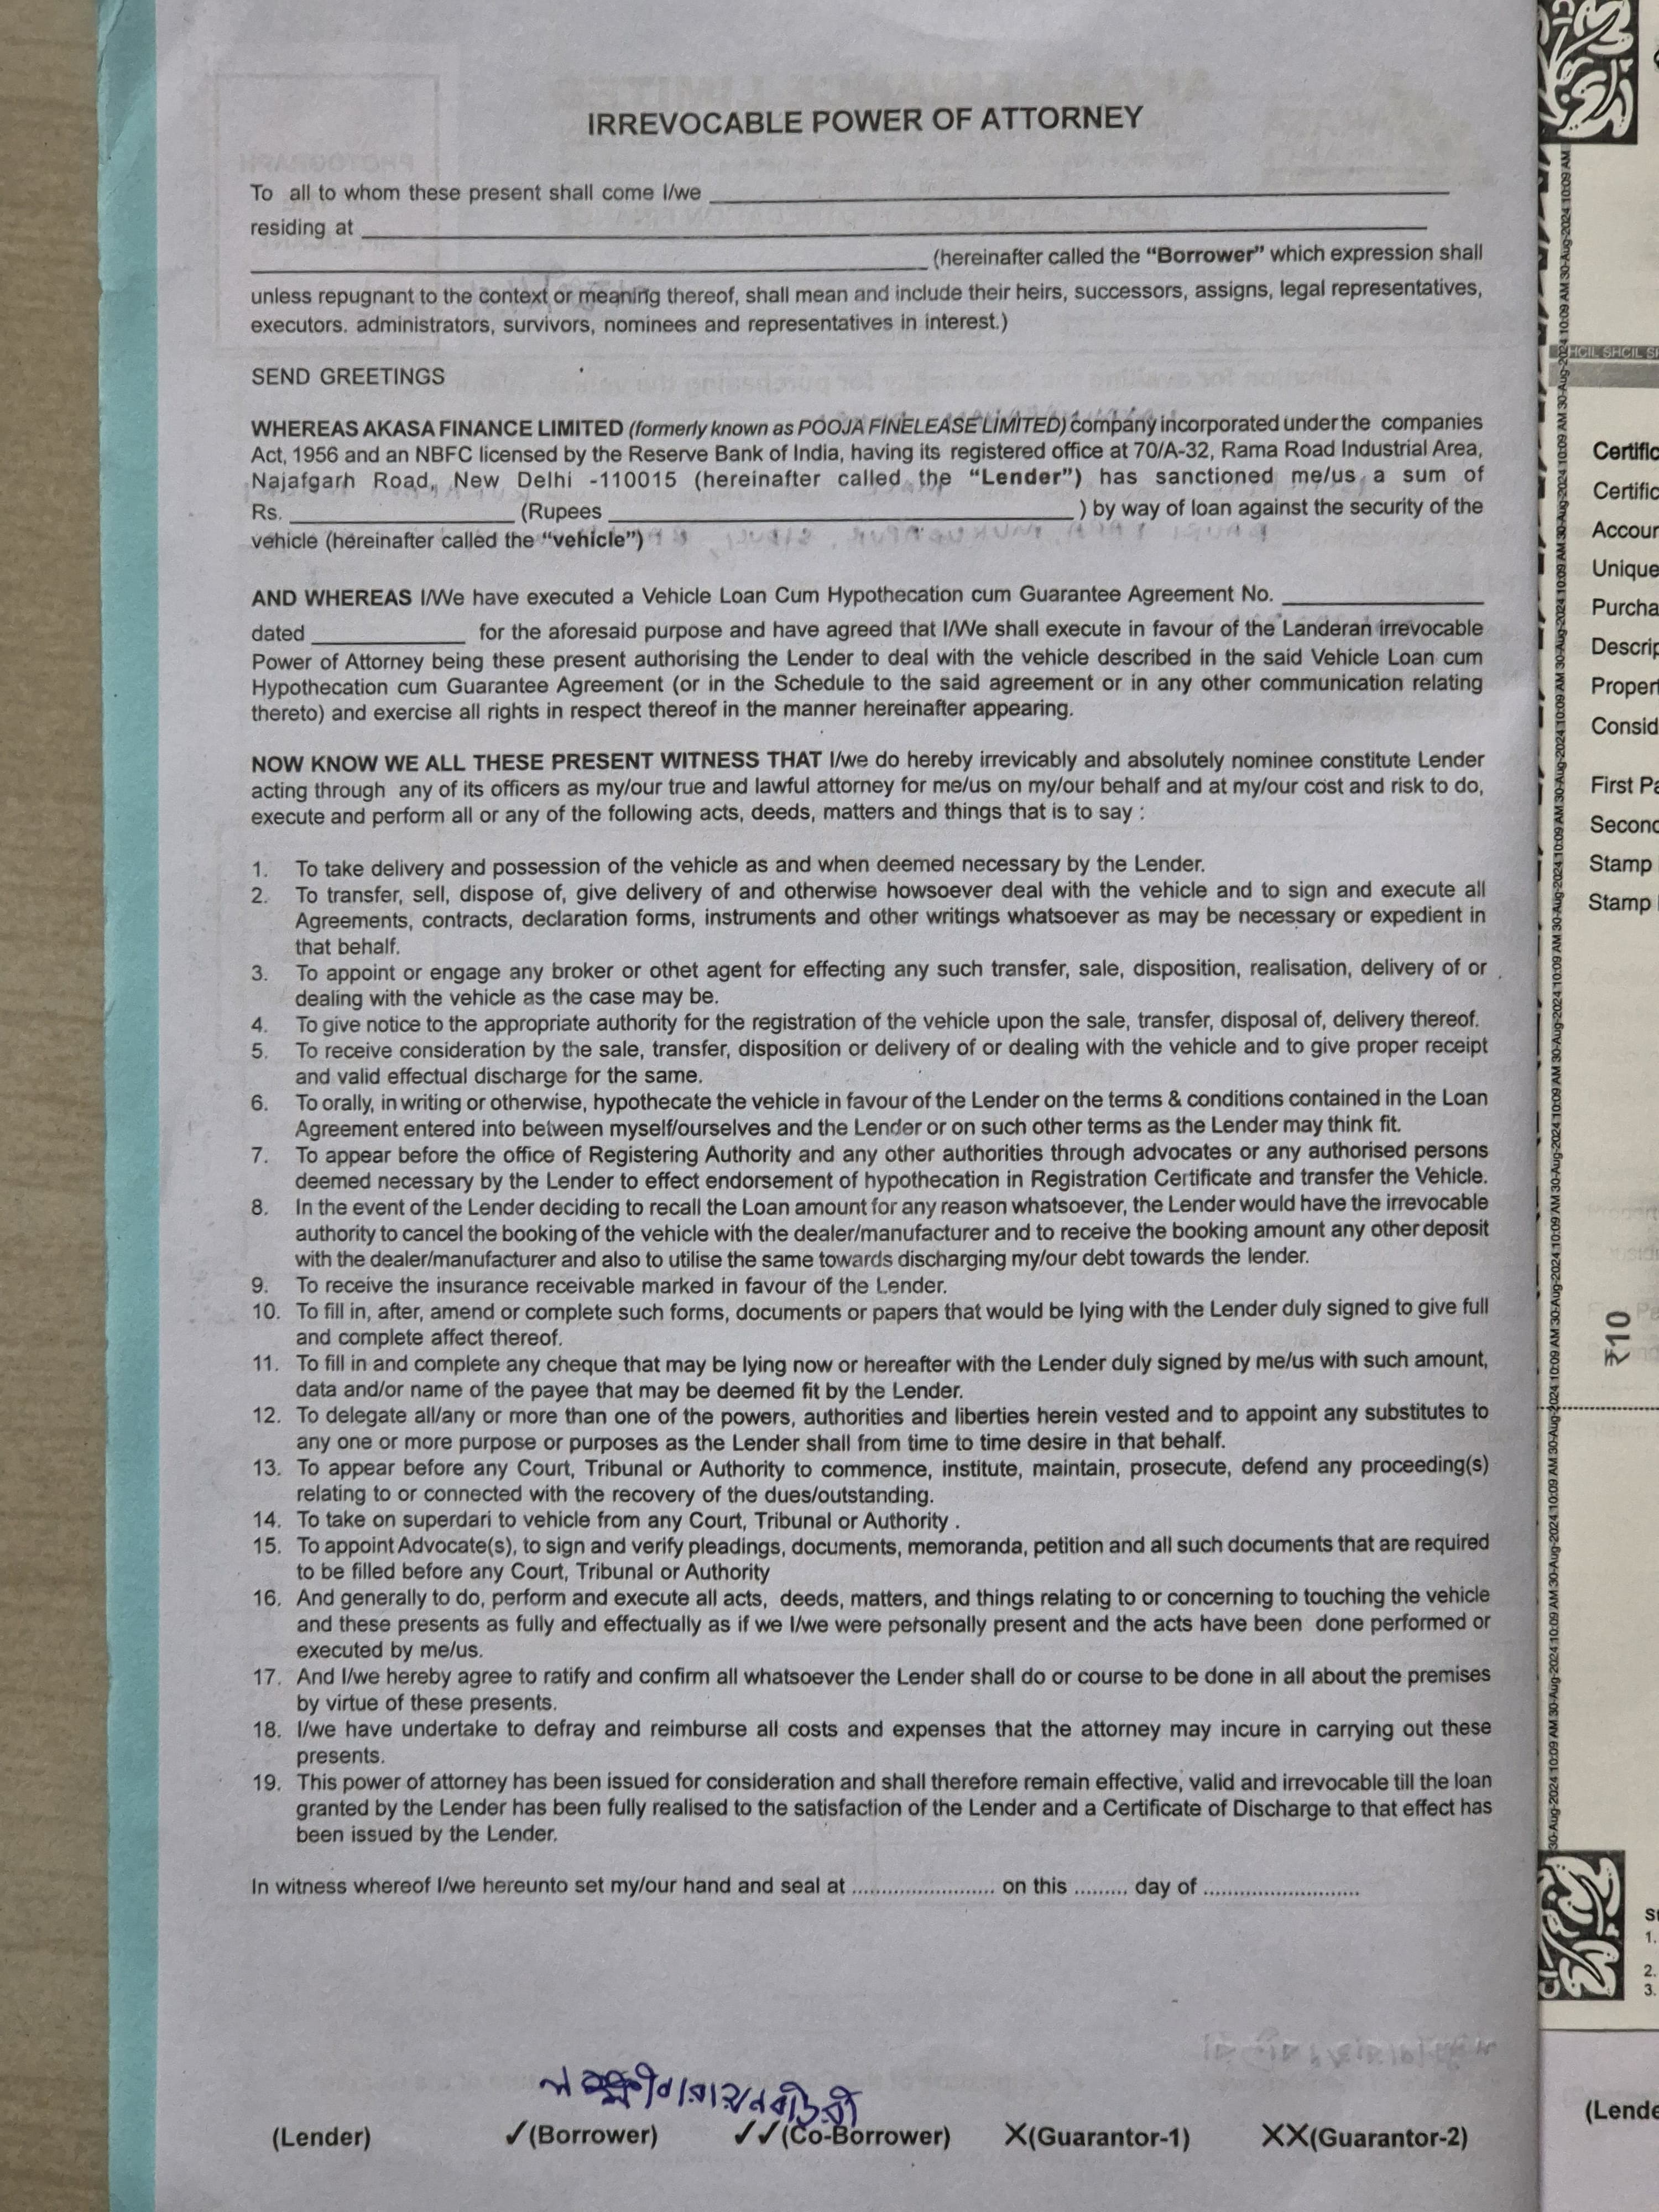 IRREVOCABLE POWER OF ATTORNEY
To all to whom these present shall come I/we
residing at
(hereinafter called the "Borrower" which expression shall
unless repugnant to the context or meaning thereof, shall mean and include their heirs, successors, assigns, legal representatives,
executors. administrators, survivors, nominees and representatives in interest.)
SEND GREETINGS
WHEREAS AKASA FINANCE LIMITED (formerly known as POOJA FINELEASE LIMITED) company incorporated under the companies
Act, 1956 and an NBFC licensed by the Reserve Bank of India, having its registered office at 70/A-32, Rama Road Industrial Area,
Najafgarh Road, New Delhi -110015 (hereinafter called the "Lender") has sanctioned me/us a sum of
Rs. (Rupees ) by way of loan against the security of the
vehicle (hereinafter called the "vehicle")
AND WHEREAS I/We have executed a Vehicle Loan Cum Hypothecation cum Guarantee Agreement No.
dated for the aforesaid purpose and have agreed that I/We shall execute in favour of the Landeran irrevocable
Power of Attorney being these present authorising the Lender to deal with the vehicle described in the said Vehicle Loan cum
Hypothecation cum Guarantee Agreement (or in the Schedule to the said agreement or in any other communication relating
thereto) and exercise all rights in respect thereof in the manner hereinafter appearing.
NOW KNOW WE ALL THESE PRESENT WITNESS THAT I/we do hereby irrevicably and absolutely nominee constitute Lender
acting through any of its officers as my/our true and lawful attorney for me/us on my/our behalf and at my/our cost and risk to do,
execute and perform all or any of the following acts, deeds, matters and things that is to say :
1. To take delivery and possession of the vehicle as and when deemed necessary by the Lender.
2. To transfer, sell, dispose of, give delivery of and otherwise howsoever deal with the vehicle and to sign and execute all
Agreements, contracts, declaration forms, instruments and other writings whatsoever as may be necessary or expedient in
that behalf.
3. To appoint or engage any broker or othet agent for effecting any such transfer, sale, disposition, realisation, delivery of or
dealing with the vehicle as the case may be.
4. To give notice to the appropriate authority for the registration of the vehicle upon the sale, transfer, disposal of, delivery thereof.
5. To receive consideration by the sale, transfer, disposition or delivery of or dealing with the vehicle and to give proper receipt
and valid effectual discharge for the same.
6. To orally, in writing or otherwise, hypothecate the vehicle in favour of the Lender on the terms & conditions contained in the Loan
Agreement entered into between myself/ourselves and the Lender or on such other terms as the Lender may think fit.
7. To appear before the office of Registering Authority and any other authorities through advocates or any authorised persons
deemed necessary by the Lender to effect endorsement of hypothecation in Registration Certificate and transfer the Vehicle.
8. In the event of the Lender deciding to recall the Loan amount for any reason whatsoever, the Lender would have the irrevocable
authority to cancel the booking of the vehicle with the dealer/manufacturer and to receive the booking amount any other deposit
with the dealer/manufacturer and also to utilise the same towards discharging my/our debt towards the lender.
9. To receive the insurance receivable marked in favour of the Lender.
10. To fill in, after, amend or complete such forms, documents or papers that would be lying with the Lender duly signed to give full
and complete affect thereof.
11. To fill in and complete any cheque that may be lying now or hereafter with the Lender duly signed by me/us with such amount,
data and/or name of the payee that may be deemed fit by the Lender.
12. To delegate all/any or more than one of the powers, authorities and liberties herein vested and to appoint any substitutes to
any one or more purpose or purposes as the Lender shall from time to time desire in that behalf.
13. To appear before any Court, Tribunal or Authority to commence, institute, maintain, prosecute, defend any proceeding(s)
relating to or connected with the recovery of the dues/outstanding.
14. To take on superdari to vehicle from any Court, Tribunal or Authority .
15. To appoint Advocate(s), to sign and verify pleadings, documents, memoranda, petition and all such documents that are required
to be filled before any Court, Tribunal or Authority
16. And generally to do, perform and execute all acts, deeds, matters, and things relating to or concerning to touching the vehicle
and these presents as fully and effectually as if we I/we were personally present and the acts have been done performed or
executed by me/us.
17. And I/we hereby agree to ratify and confirm all whatsoever the Lender shall do or course to be done in all about the premises
by virtue of these presents.
18. I/we have undertake to defray and reimburse all costs and expenses that the attorney may incure in carrying out these
presents.
19. This power of attorney has been issued for consideration and shall therefore remain effective, valid and irrevocable till the loan
granted by the Lender has been fully realised to the satisfaction of the Lender and a Certificate of Discharge to that effect has
been issued by the Lender.
In witness whereof I/we hereunto set my/our hand and seal at ........................ on this ......... day of ..........................
(Lender) ✓(Borrower) ✓✓(Co-Borrower) X(Guarantor-1) XX(Guarantor-2)
₹10